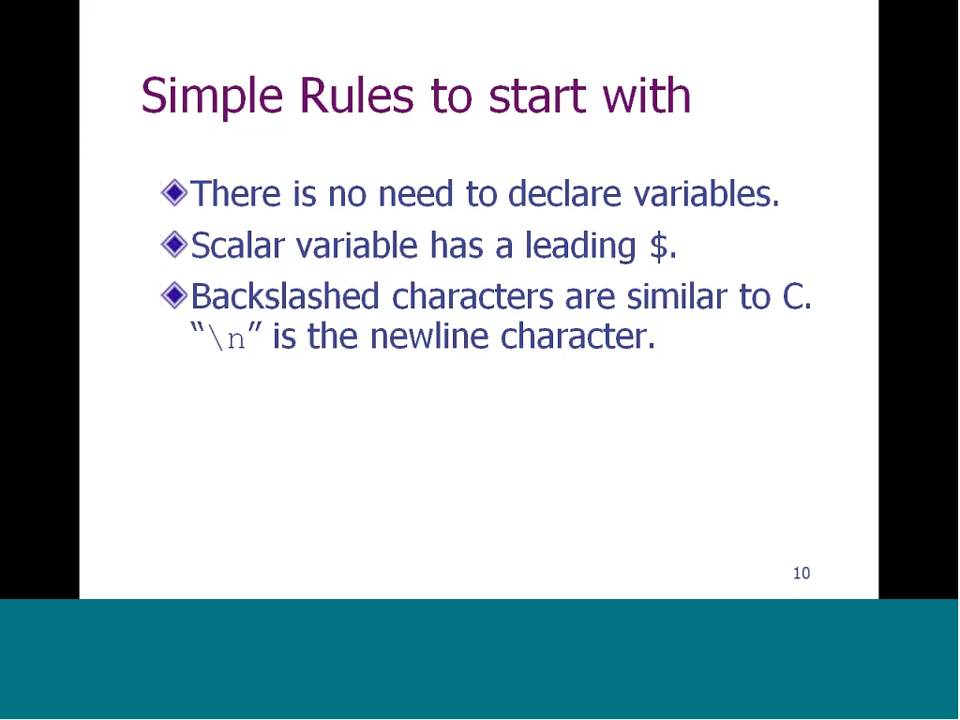 Simple Rules to start with
There is no need to declare variables.
Scalar variable has a leading $.
Backslashed characters are similar to C.
“\n” is the newline character.
10